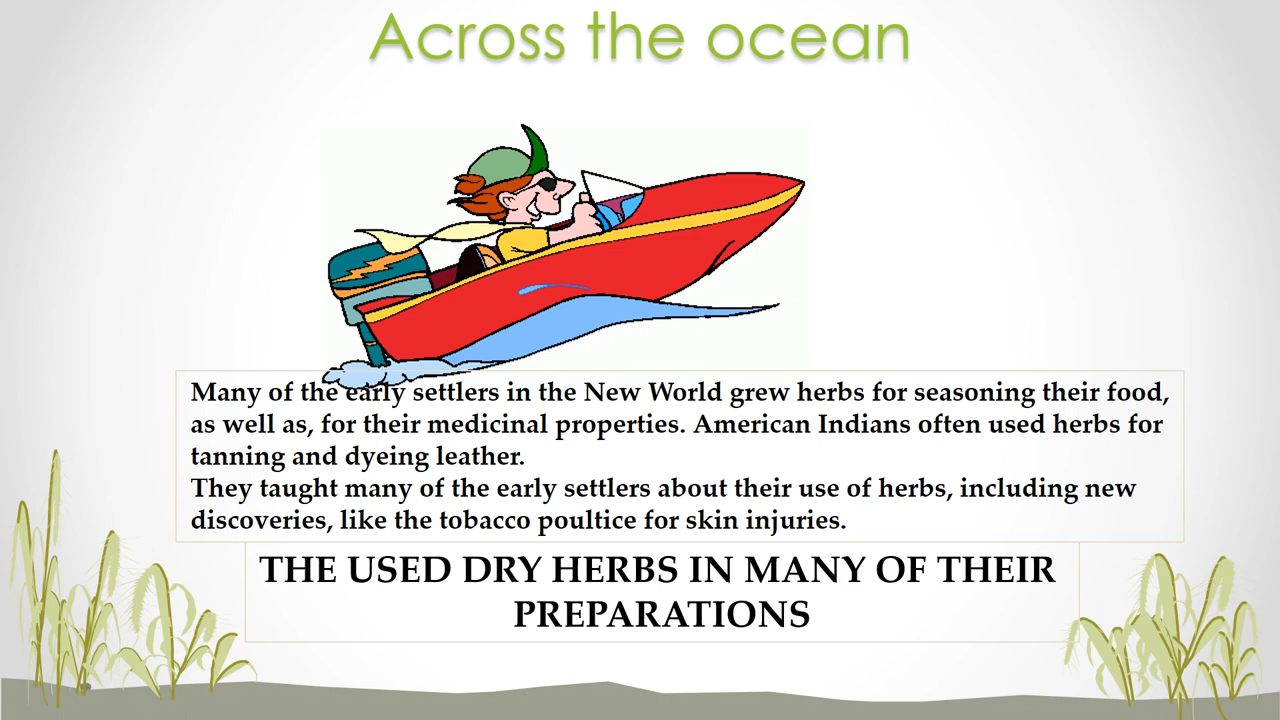 Across the ocean
Many of the early settlers in the New World grew herbs for seasoning their food,
as well as, for their medicinal properties. American Indians often used herbs for
tanning and dyeing leather.
They taught many of the early settlers about their use of herbs, including new
discoveries, like the tobacco poultice for skin injuries.
THE USED DRY HERBS IN MANY OF THEIR
PREPARATIONS